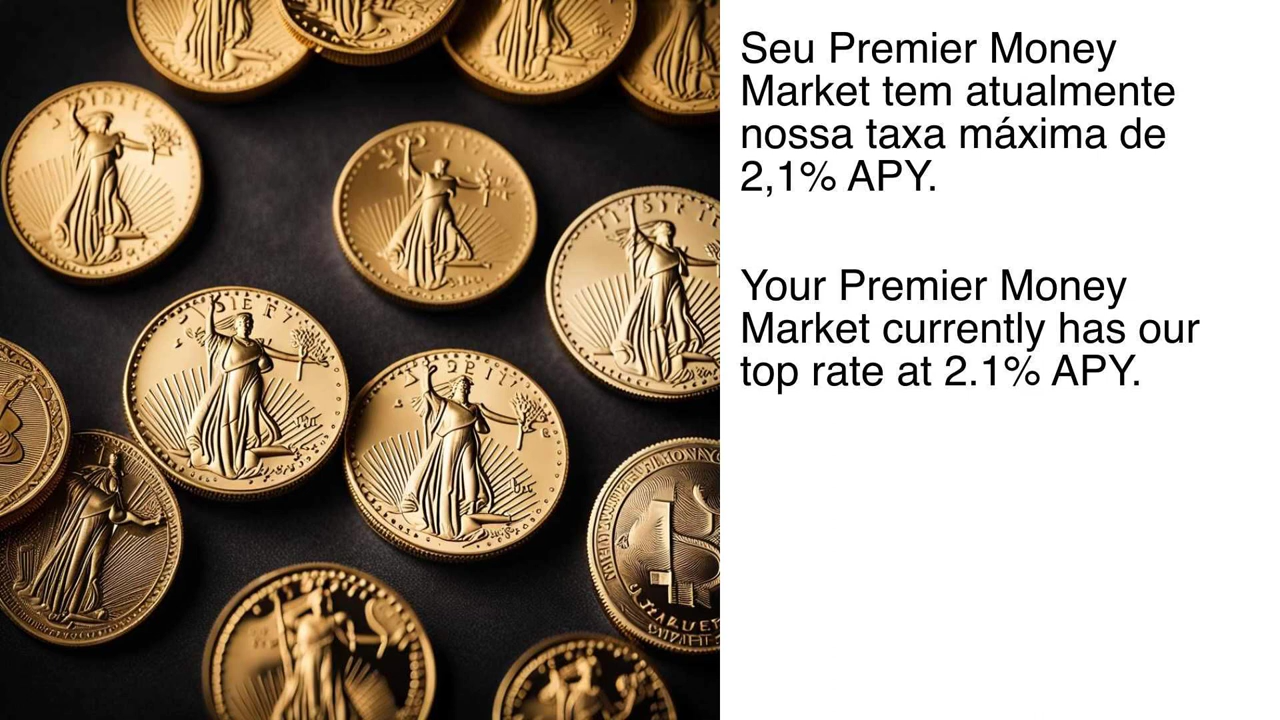 Seu Premier Money
Market tem atualmente
nossa taxa máxima de
2,1% APY.
Your Premier Money
Market currently has our
top rate at 2.1% APY.